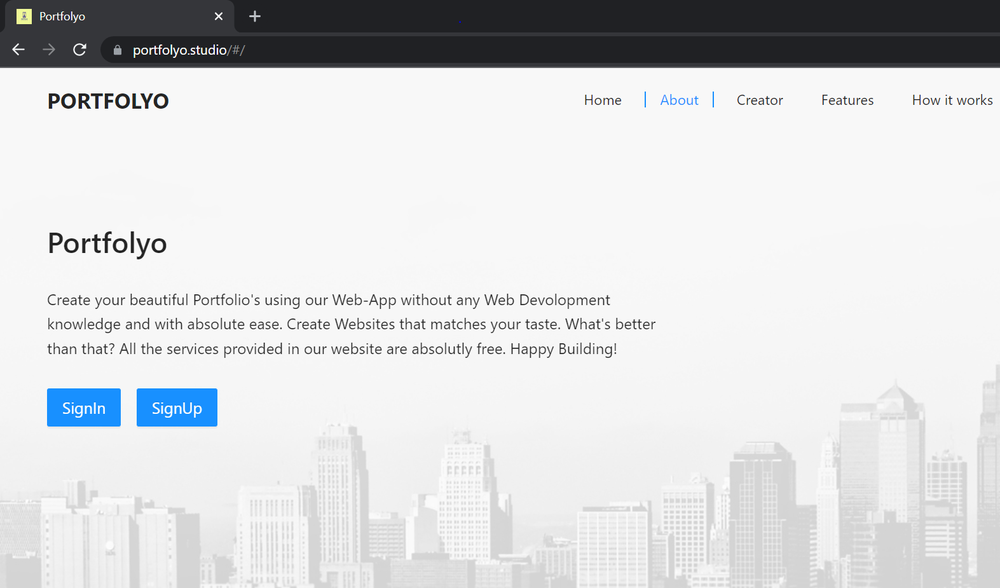 Portfolyo
portfolyo.studio/#/
PORTFOLYO
Home
About
Creator
Features
How it works
Portfolyo
Create your beautiful Portfolio's using our Web-App without any Web Devolopment
knowledge and with absolute ease. Create Websites that matches your taste. What's better
than that? All the services provided in our website are absolutly free. Happy Building!
SignIn
SignUp